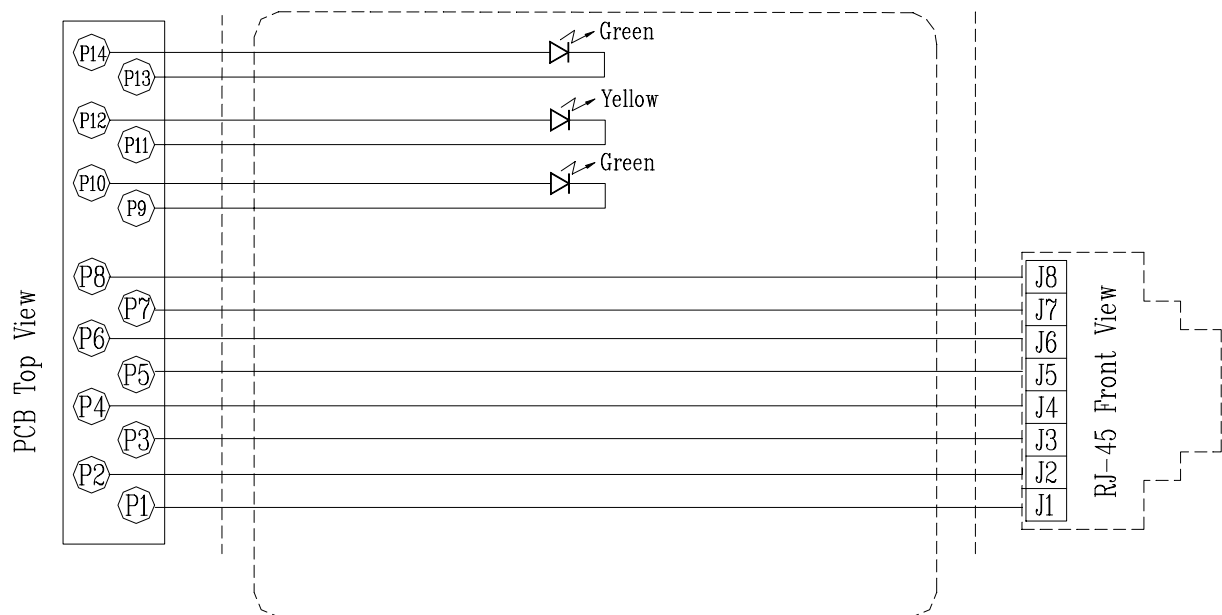 P14
Green
P13
P12
Yellow
P11
P10
Green
P9
P8
J8
P7
J7
P6
J6
P5
J5
P4
J4
P3
J3
P2
J2
P1
J1
PCB Top View
RJ-45 Front View